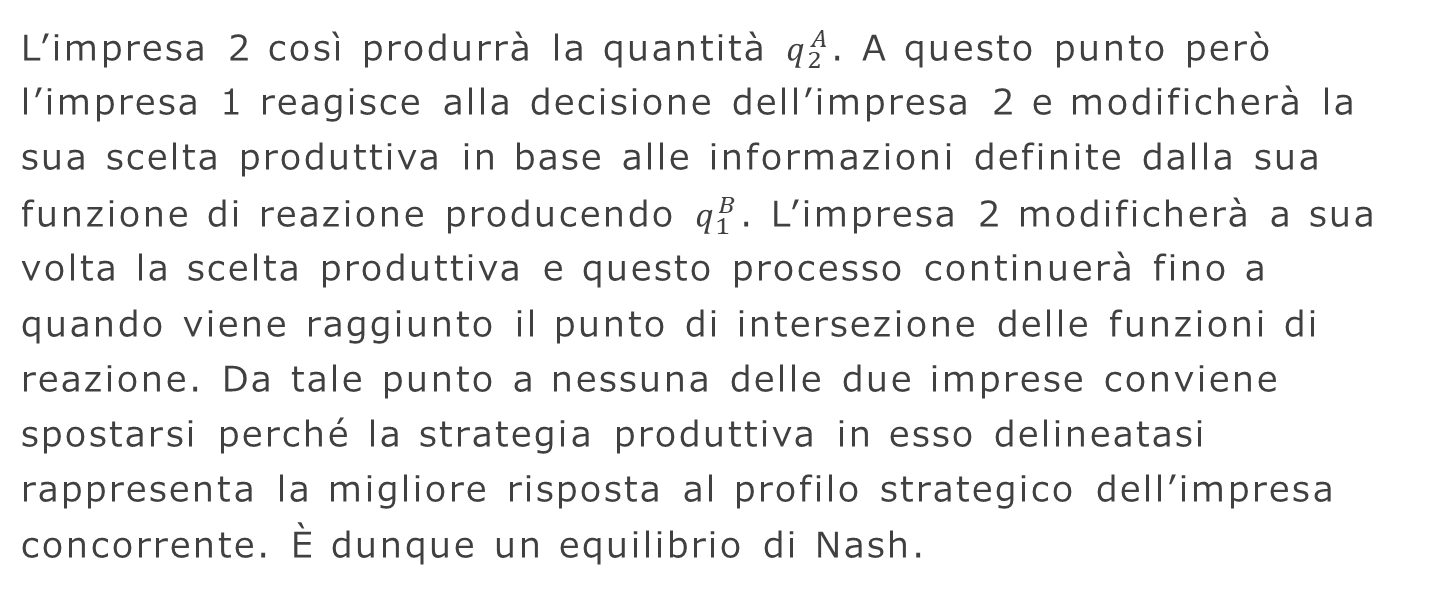 L’impresa 2 così produrrà la quantità $q_2^A$. A questo punto però
l’impresa 1 reagisce alla decisione dell’impresa 2 e modificherà la
sua scelta produttiva in base alle informazioni definite dalla sua
funzione di reazione producendo $q_1^B$. L’impresa 2 modificherà a sua
volta la scelta produttiva e questo processo continuerà fino a
quando viene raggiunto il punto di intersezione delle funzioni di
reazione. Da tale punto a nessuna delle due imprese conviene
spostarsi perché la strategia produttiva in esso delineatasi
rappresenta la migliore risposta al profilo strategico dell’impresa
concorrente. È dunque un equilibrio di Nash.